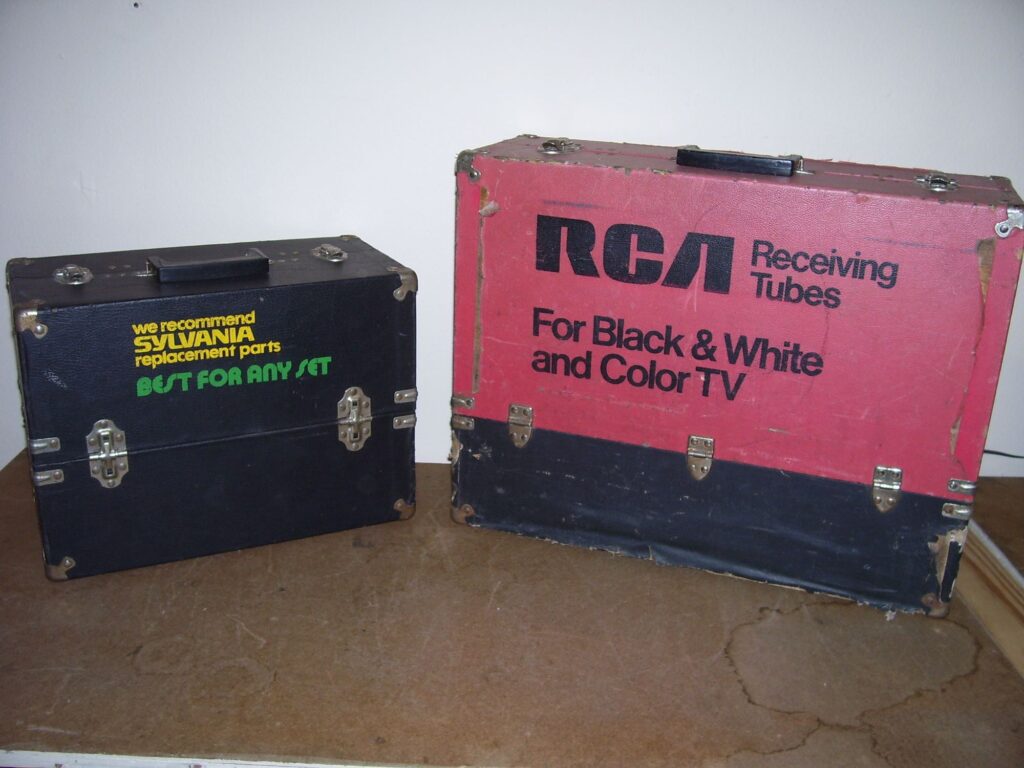 we recommend
SYLVANIA
replacement parts
BEST FOR ANY SET
RCA Receiving
Tubes
For Black & White
and Color TV